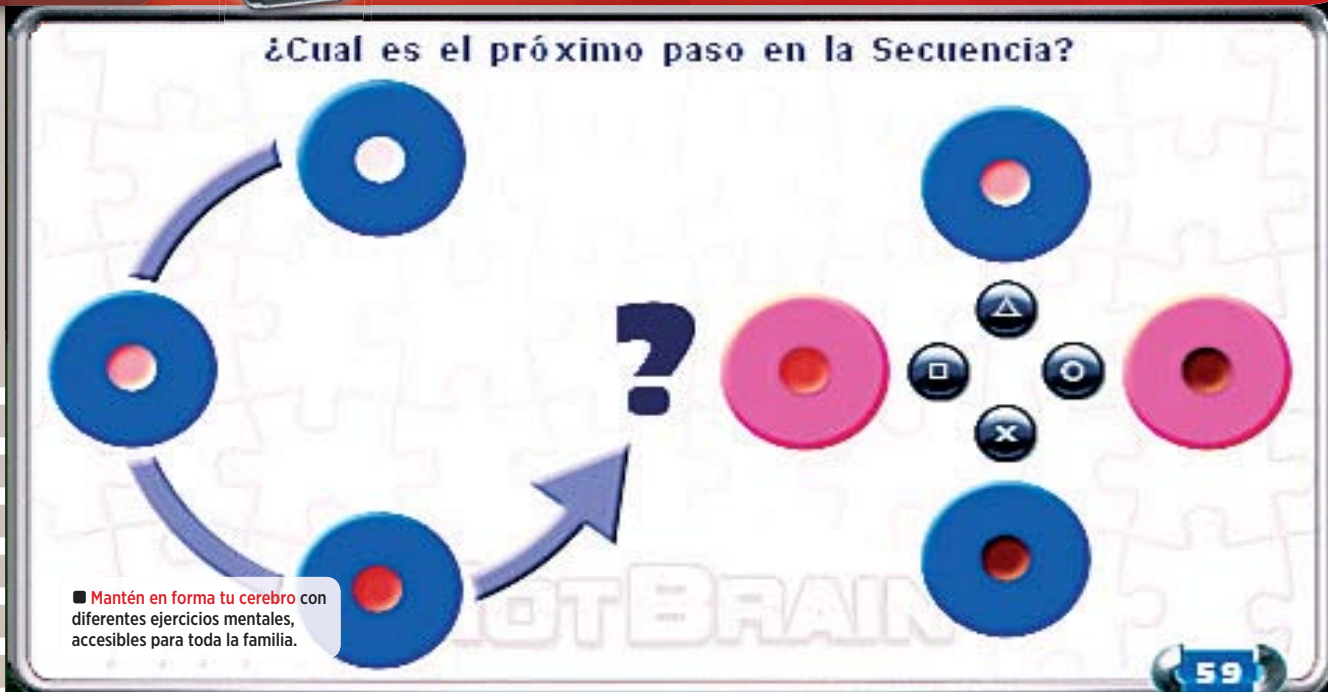 ¿Cual es el próximo paso en la Secuencia?
?
■ Mantén en forma tu cerebro con
diferentes ejercicios mentales,
accesibles para toda la familia.
HOTBRAIN
59